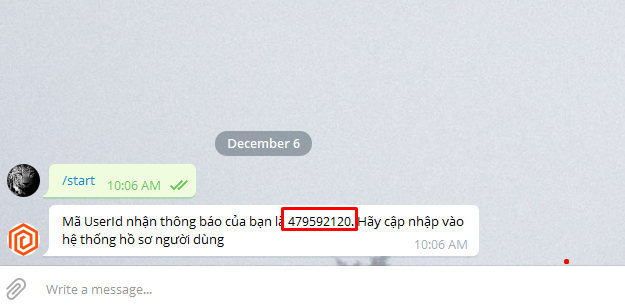 December 6
/start 10:06 AM
Mã UserId nhận thông báo của bạn là 479592120. Hãy cập nhập vào
hệ thống hồ sơ người dùng 10:06 AM
Write a message...